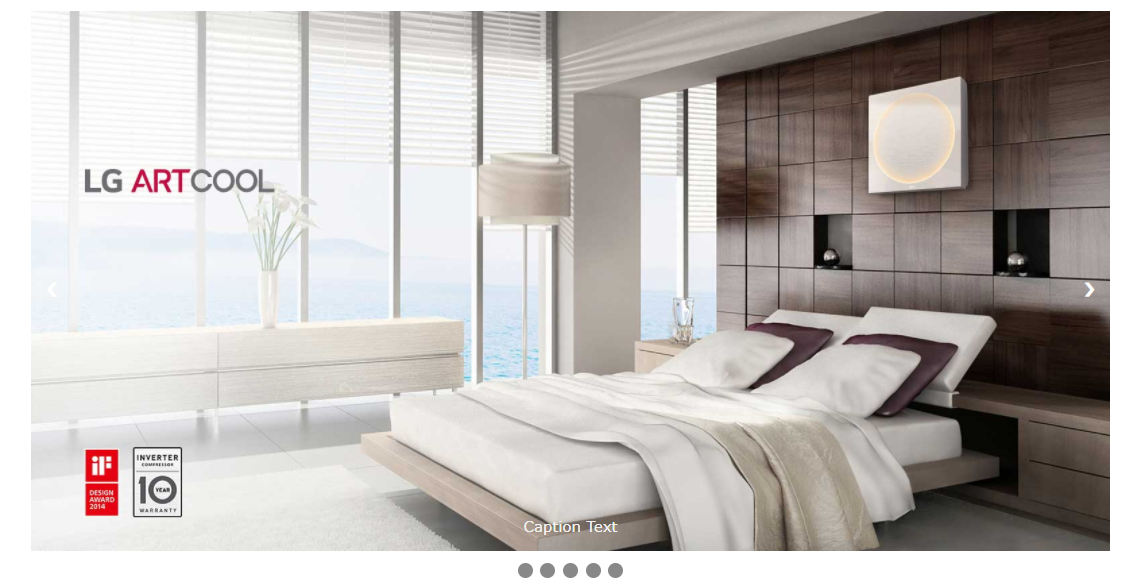 LG ARTCOOL
iF
DESIGN
AWARD
2014
INVERTER
COMPRESSOR
10 YEAR
WARRANTY
Caption Text